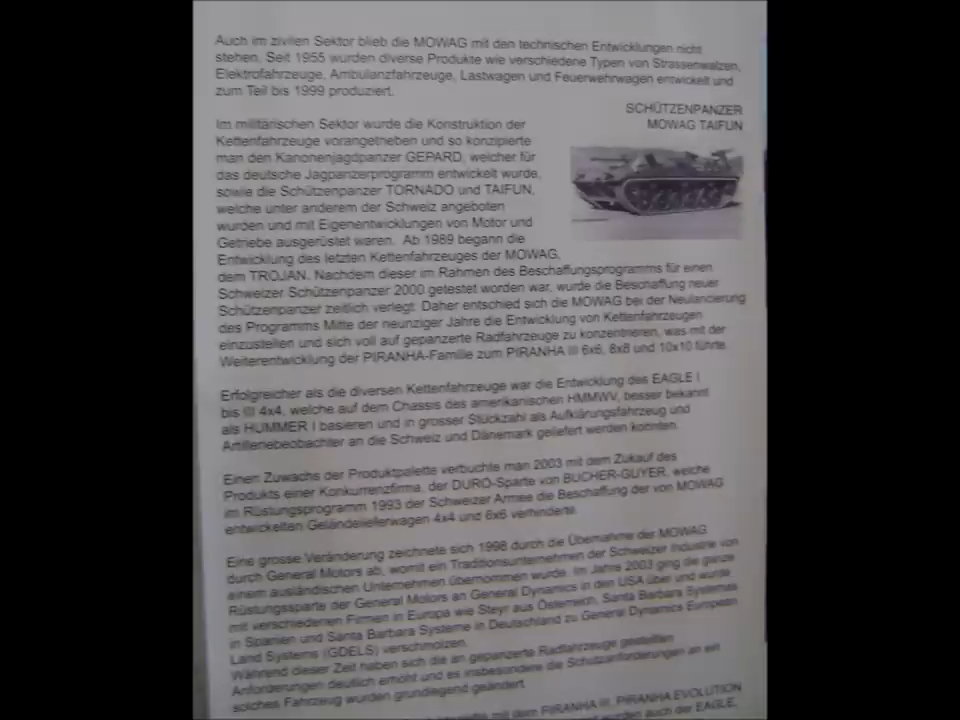 Auch im zivilen Sektor blieb die MOWAG mit den technischen Entwicklungen nicht
stehen. Seit 1955 wurden diverse Produkte wie verschiedene Typen von Strassenwalzen,
Elektrofahrzeuge, Ambulanzfahrzeuge, Lastwagen und Feuerwehrwagen entwickelt und
zum Teil bis 1999 produziert.
SCHÜTZENPANZER
MOWAG TAIFUN
Im militärischen Sektor wurde die Konstruktion der
Kettenfahrzeuge vorangetrieben und so konzipierte
man den Kanonenjagdpanzer GEPARD, welcher für
das deutsche Jagpanzerprogramm entwickelt wurde,
sowie die Schützenpanzer TORNADO und TAIFUN,
welche unter anderem der Schweiz angeboten
wurden und mit Eigenentwicklungen von Motor und
Getriebe ausgerüstet waren. Ab 1989 begann die
Entwicklung des letzten Kettenfahrzeuges der MOWAG,
dem TROJAN. Nachdem dieser im Rahmen des Beschaffungsprogramms für einen
Schweizer Schützenpanzer 2000 getestet worden war, wurde die Beschaffung neuer
Schützenpanzer zeitlich verlegt. Daher entschied sich die MOWAG bei der Neulancierung
des Programms Mitte der neunziger Jahre die Entwicklung von Kettenfahrzeugen
einzustellen und sich voll auf gepanzerte Radfahrzeuge zu konzentrieren, was mit der
Weiterentwicklung der PIRANHA-Familie zum PIRANHA III 6x6, 8x8 und 10x10 führte.
Erfolgreicher als die diversen Kettenfahrzeuge war die Entwicklung des EAGLE I
bis III 4x4, welche auf dem Chassis des amerikanischen HMMWV, besser bekannt
als HUMMER I basieren und in grosser Stückzahl als Aufklärungsfahrzeug und
Artilleriebeobachter an die Schweiz und Dänemark geliefert werden konnten.
Einen Zuwachs der Produktpalette verbuchte man 2003 mit dem Zukauf des
Produkts einer Konkurrenzfirma, der DURO-Sparte von BUCHER-GUYER, welche
im Rüstungsprogramm 1993 der Schweizer Armee die Beschaffung der von MOWAG
entwickelten Geländelieferwagen 4x4 und 6x6 verhinderte.
Eine grosse Veränderung zeichnete sich 1998 durch die Übernahme der MOWAG
durch General Motors ab, womit ein Traditionsunternehmen der Schweizer Industrie von
einem ausländischen Unternehmen übernommen wurde. Im Jahre 2003 ging die ganze
Rüstungssparte der General Motors an General Dynamics in den USA über und wurde
mit verschiedenen Firmen in Europa wie Steyr aus Österreich, Santa Barbara Systemas
in Spanien und Santa Barbara Systeme in Deutschland zu General Dynamics European
Land Systems (GDELS) verschmolzen.
Während dieser Zeit haben sich die an gepanzerte Radfahrzeuge gestellten
Anforderungen deutlich erhöht und es insbesondere die Schutzanforderungen an ein
solches Fahrzeug wurden grundlegend geändert.
mit dem PIRANHA III, PIRANHA EVOLUTION
wurden auch der EAGLE,